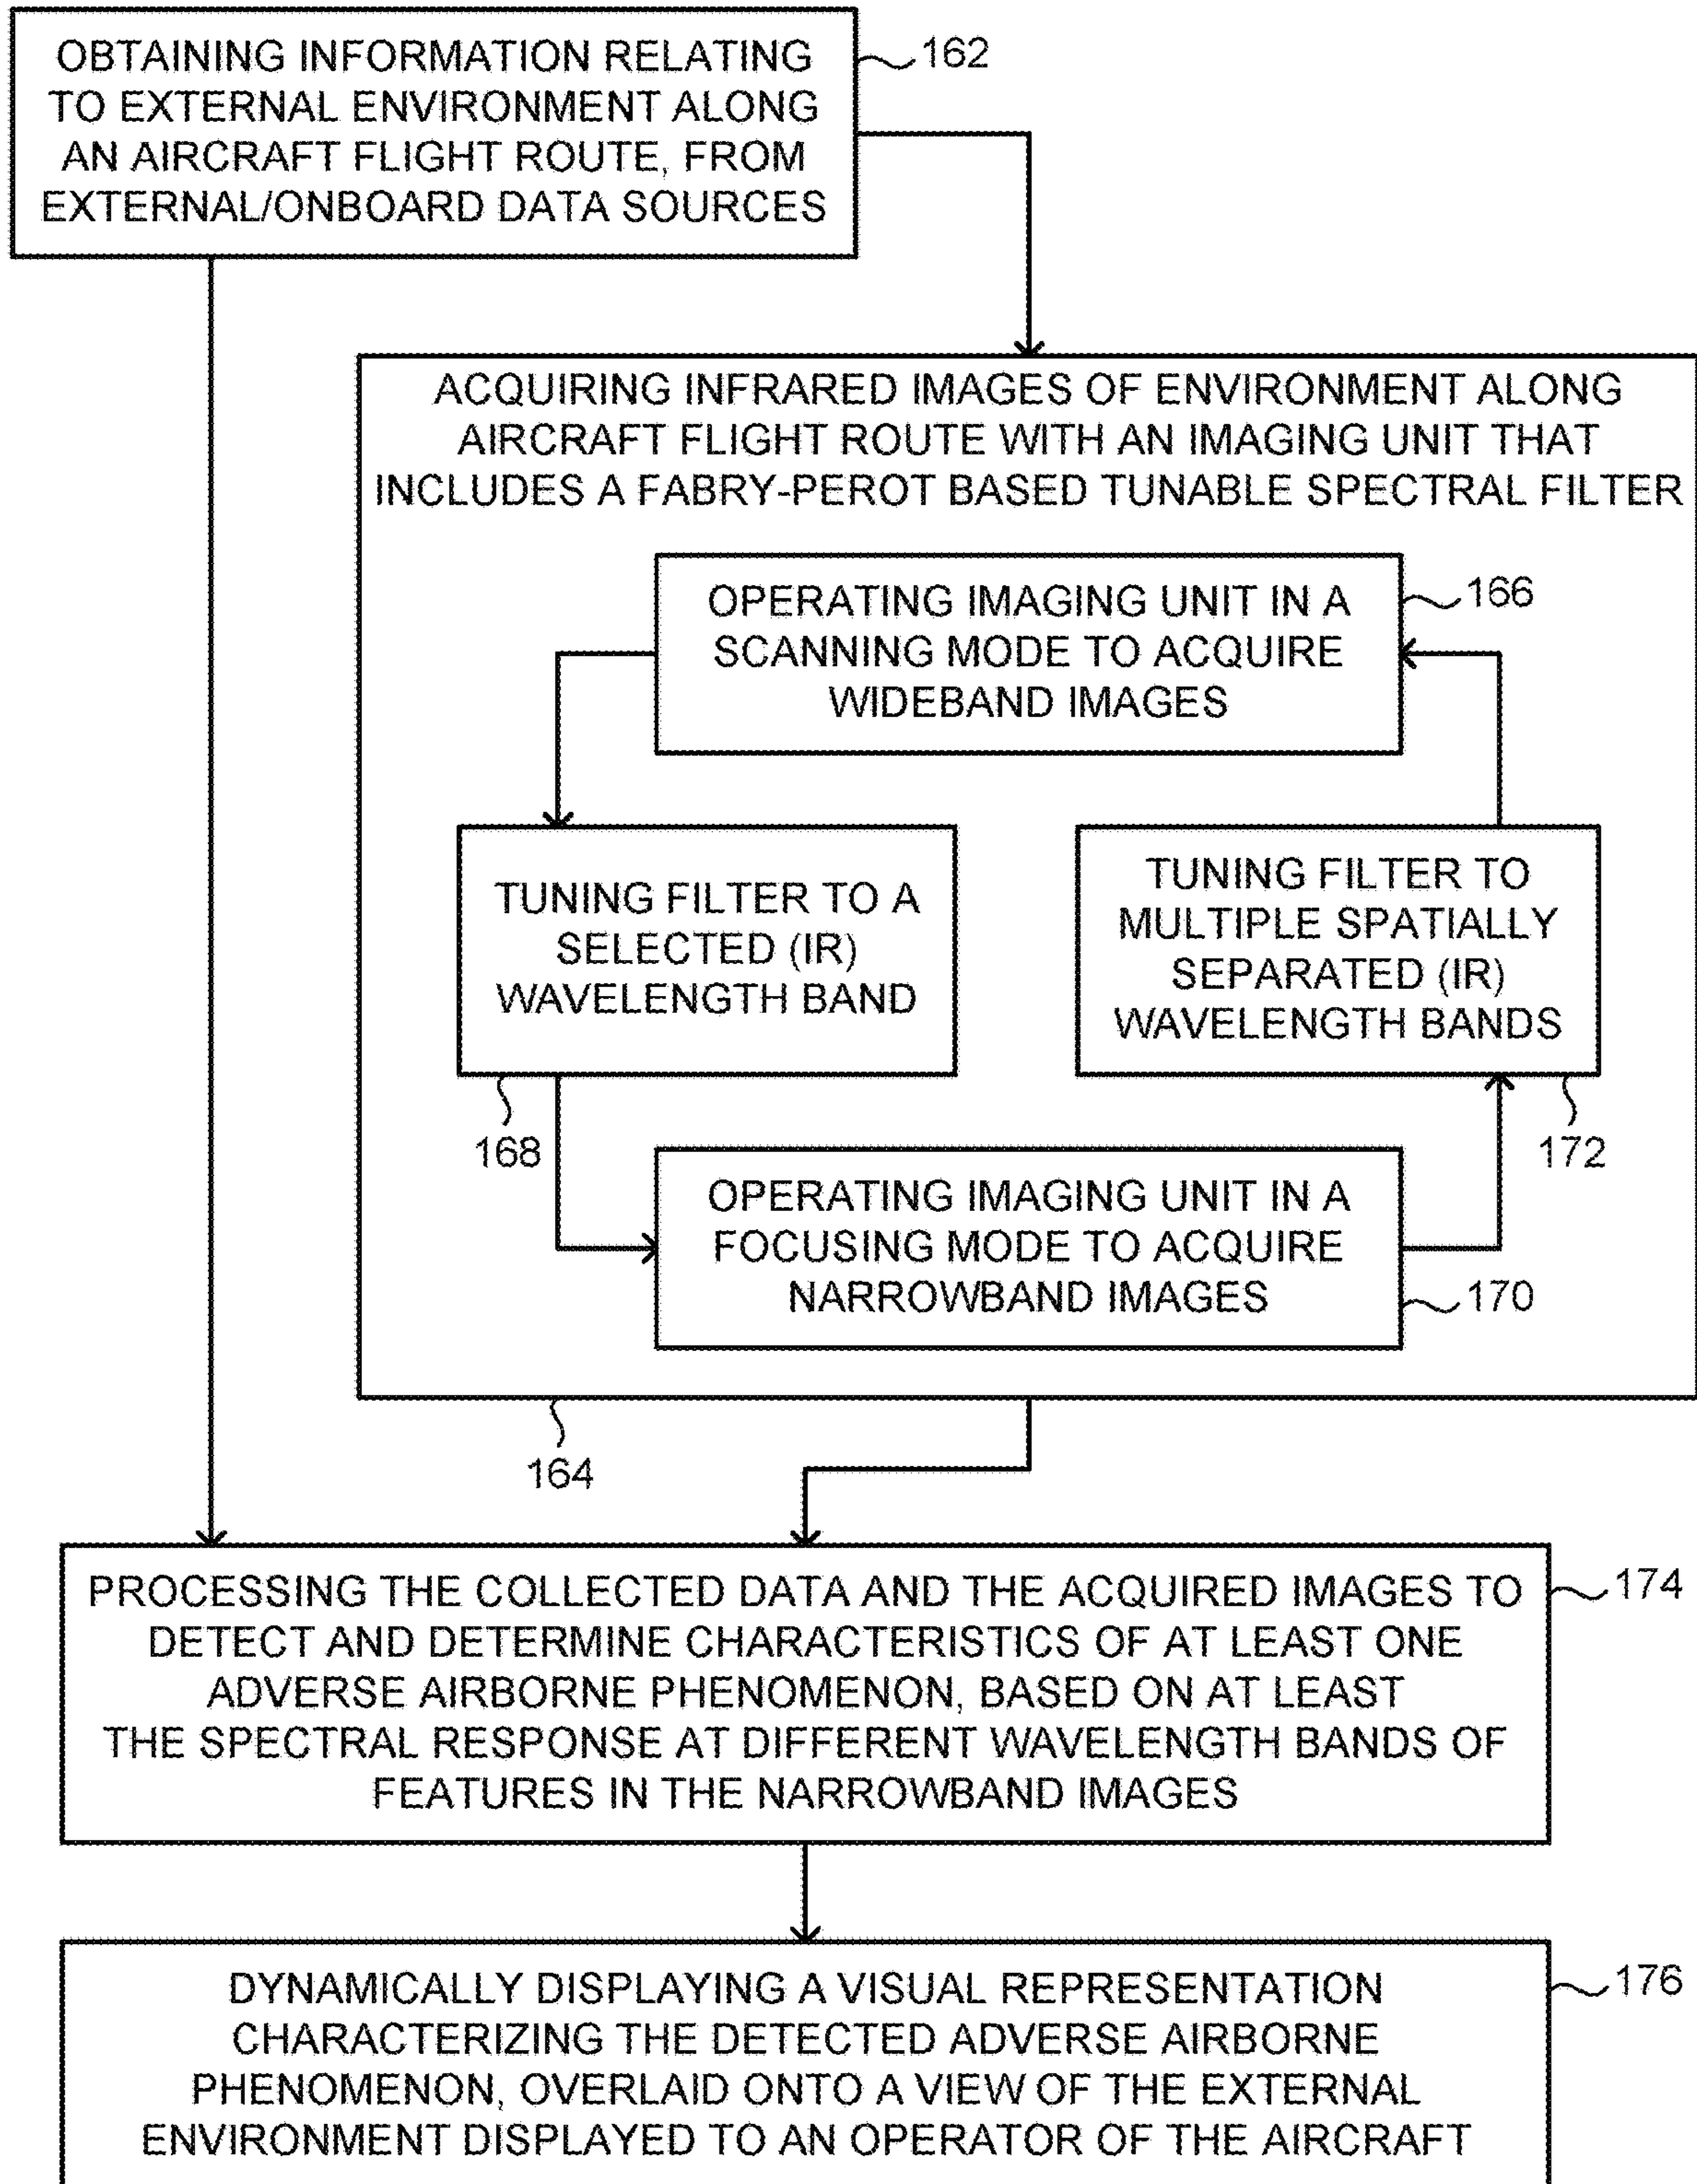 OBTAINING INFORMATION RELATING
TO EXTERNAL ENVIRONMENT ALONG
AN AIRCRAFT FLIGHT ROUTE, FROM
EXTERNAL/ONBOARD DATA SOURCES
162
ACQUIRING INFRARED IMAGES OF ENVIRONMENT ALONG
AIRCRAFT FLIGHT ROUTE WITH AN IMAGING UNIT THAT
INCLUDES A FABRY-PEROT BASED TUNABLE SPECTRAL FILTER
OPERATING IMAGING UNIT IN A
SCANNING MODE TO ACQUIRE
WIDEBAND IMAGES
166
TUNING FILTER TO A
SELECTED (IR)
WAVELENGTH BAND
168
TUNING FILTER TO
MULTIPLE SPATIALLY
SEPARATED (IR)
WAVELENGTH BANDS
172
OPERATING IMAGING UNIT IN A
FOCUSING MODE TO ACQUIRE
NARROWBAND IMAGES
170
164
PROCESSING THE COLLECTED DATA AND THE ACQUIRED IMAGES TO
DETECT AND DETERMINE CHARACTERISTICS OF AT LEAST ONE
ADVERSE AIRBORNE PHENOMENON, BASED ON AT LEAST
THE SPECTRAL RESPONSE AT DIFFERENT WAVELENGTH BANDS OF
FEATURES IN THE NARROWBAND IMAGES
174
DYNAMICALLY DISPLAYING A VISUAL REPRESENTATION
CHARACTERIZING THE DETECTED ADVERSE AIRBORNE
PHENOMENON, OVERLAID ONTO A VIEW OF THE EXTERNAL
ENVIRONMENT DISPLAYED TO AN OPERATOR OF THE AIRCRAFT
176